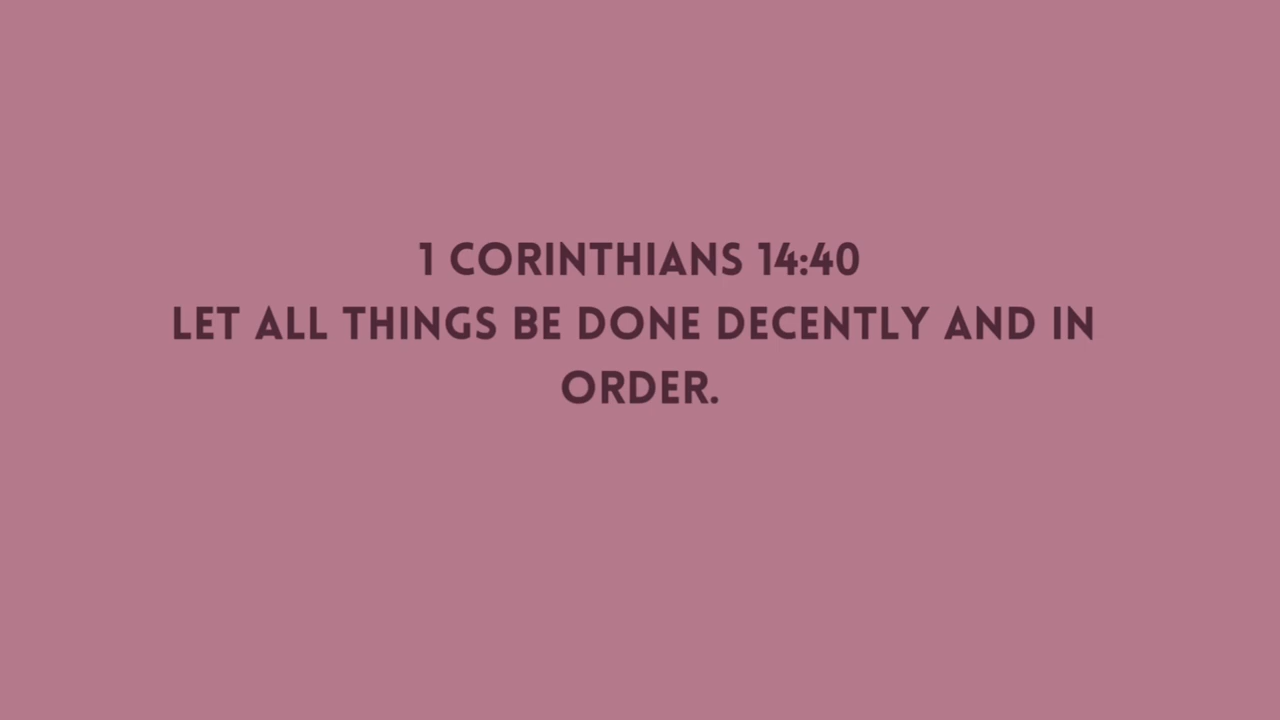 1 CORINTHIANS 14:40
LET ALL THINGS BE DONE DECENTLY AND IN
ORDER.